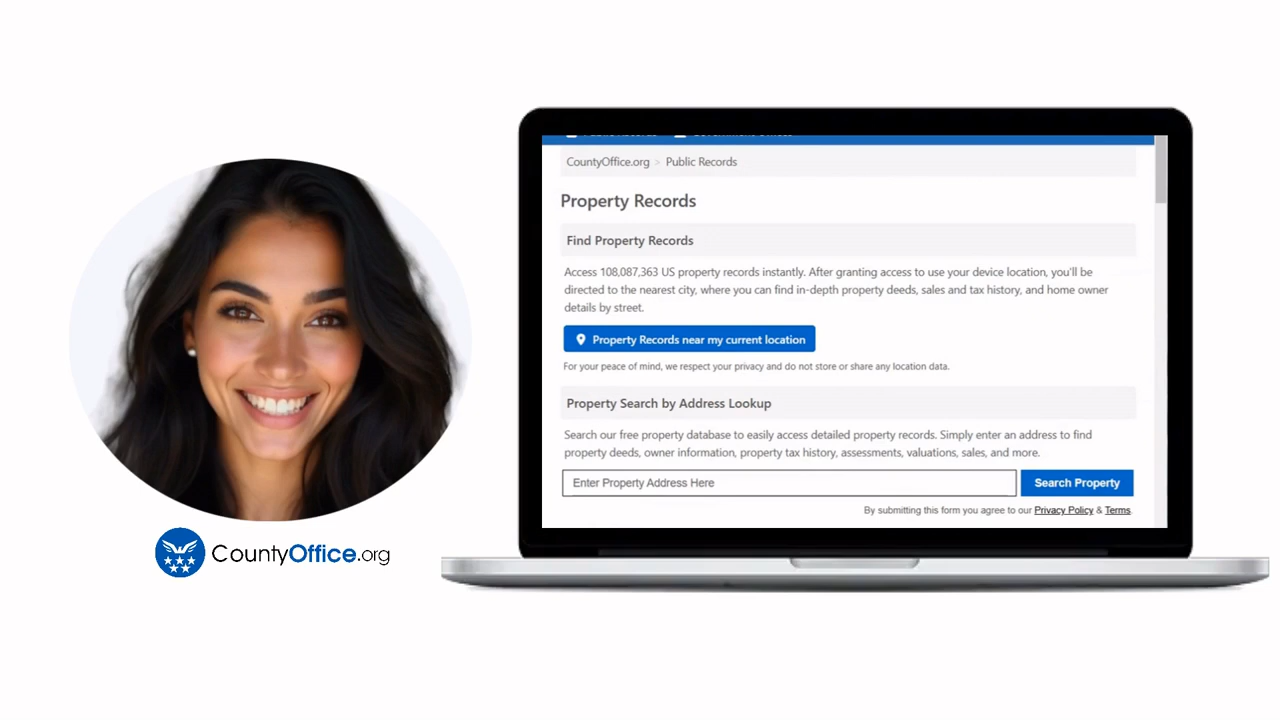 Public Records Government Offices
CountyOffice.org > Public Records
Property Records
Find Property Records
Access 108,087,363 US property records instantly. After granting access to use your device location, you'll be
directed to the nearest city, where you can find in-depth property deeds, sales and tax history, and home owner
details by street.
Property Records near my current location
For your peace of mind, we respect your privacy and do not store or share any location data.
Property Search by Address Lookup
Search our free property database to easily access detailed property records. Simply enter an address to find
property deeds, owner information, property tax history, assessments, valuations, sales, and more.
Enter Property Address Here
Search Property
By submitting this form you agree to our Privacy Policy & Terms.
CountyOffice.org